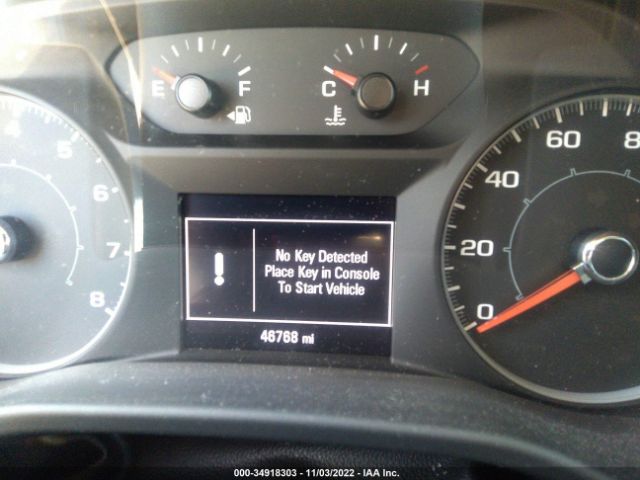 E F
C H
4
5
6
7
8
No Key Detected
Place Key in Console
To Start Vehicle
46768 mi
0
20
40
60
8
000-34918303 - 11/03/2022 - IAA Inc.